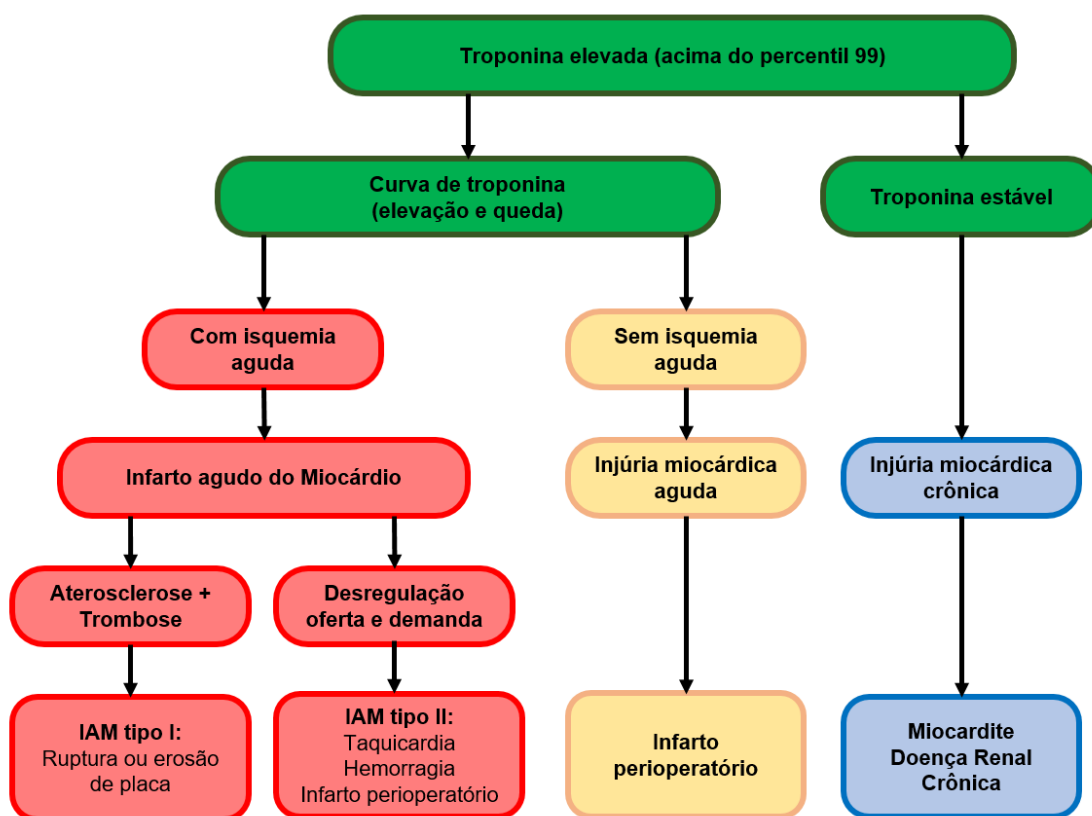 Troponina elevada (acima do percentil 99)
Curva de troponina
(elevação e queda)
Troponina estável
Com isquemia
aguda
Sem isquemia
aguda
Infarto agudo do Miocárdio
Injúria miocárdica
aguda
Injúria miocárdica
crônica
Aterosclerose +
Trombose
Desregulação
oferta e demanda
IAM tipo I:
Ruptura ou erosão
de placa
IAM tipo II:
Taquicardia
Hemorragia
Infarto perioperatório
Infarto
perioperatório
Miocardite
Doença Renal
Crônica